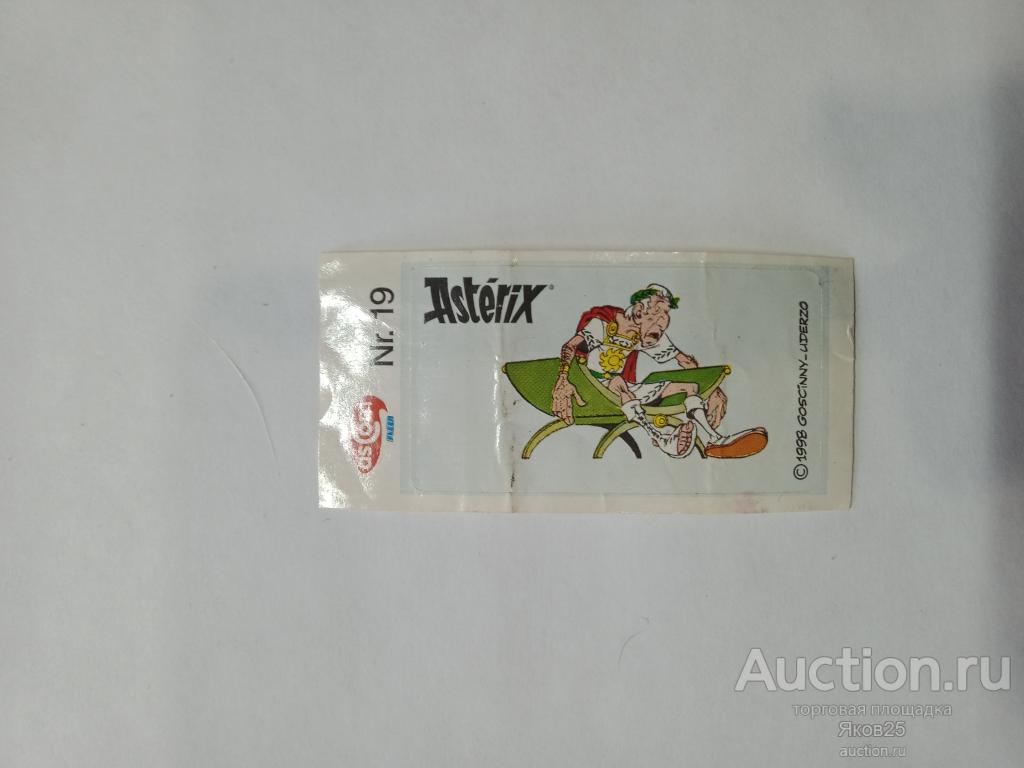 Astérix®
Nr. 19
© 1998 GOSCINNY-UDERZO
Auction.ru
торговая площадка
Яков25
auction.ru